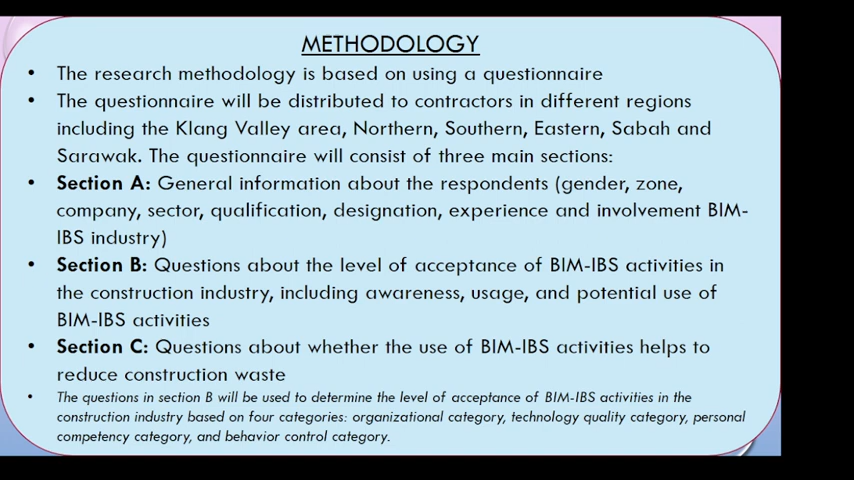 METHODOLOGY
• The research methodology is based on using a questionnaire
• The questionnaire will be distributed to contractors in different regions
including the Klang Valley area, Northern, Southern, Eastern, Sabah and
Sarawak. The questionnaire will consist of three main sections:
• Section A: General information about the respondents (gender, zone,
company, sector, qualification, designation, experience and involvement BIM-
IBS industry)
• Section B: Questions about the level of acceptance of BIM-IBS activities in
the construction industry, including awareness, usage, and potential use of
BIM-IBS activities
• Section C: Questions about whether the use of BIM-IBS activities helps to
reduce construction waste
• The questions in section B will be used to determine the level of acceptance of BIM-IBS activities in the
construction industry based on four categories: organizational category, technology quality category, personal
competency category, and behavior control category.